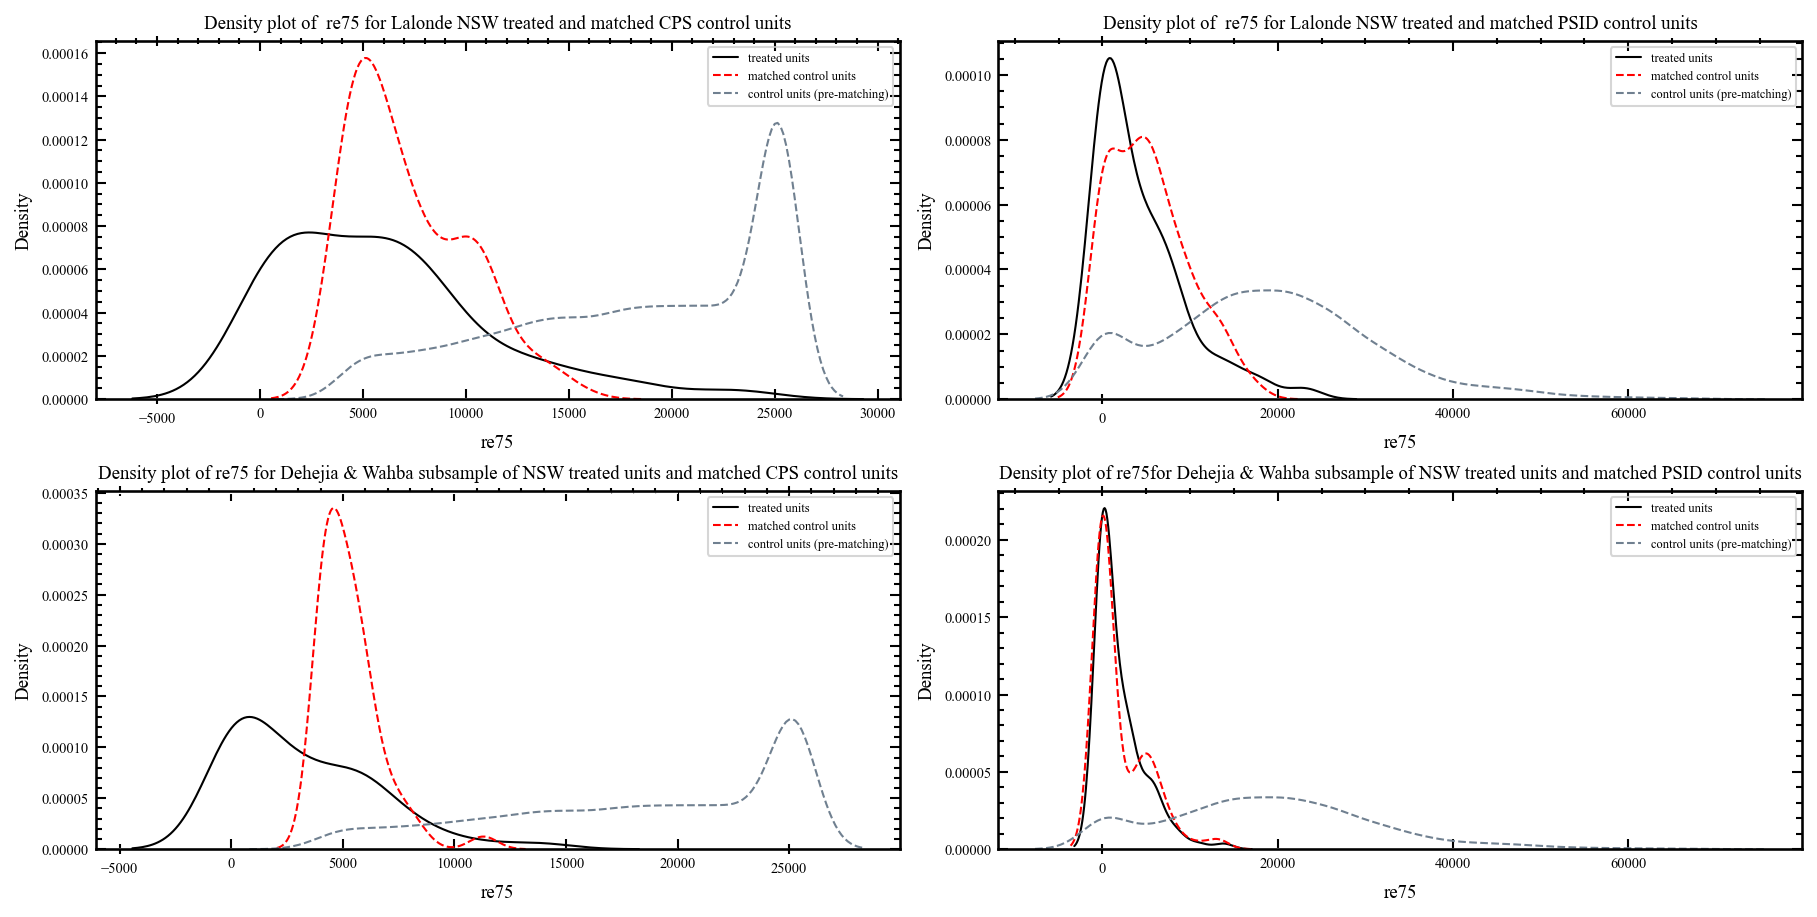 Density plot of  re75 for Lalonde NSW treated and matched CPS control units
treated units
matched control units
control units (pre-matching)
0.00016
0.00014
0.00012
0.00010
0.00008
0.00006
0.00004
0.00002
0.00000
Density
−5000 0 5000 10000 15000 20000 25000 30000
re75
Density plot of  re75 for Lalonde NSW treated and matched PSID control units
treated units
matched control units
control units (pre-matching)
0.00010
0.00008
0.00006
0.00004
0.00002
0.00000
Density
0 20000 40000 60000
re75
Density plot of re75 for Dehejia & Wahba subsample of NSW treated units and matched CPS control units
treated units
matched control units
control units (pre-matching)
0.00035
0.00030
0.00025
0.00020
0.00015
0.00010
0.00005
0.00000
Density
−5000 0 5000 10000 15000 20000 25000
re75
Density plot of re75for Dehejia & Wahba subsample of NSW treated units and matched PSID control units
treated units
matched control units
control units (pre-matching)
0.00020
0.00015
0.00010
0.00005
0.00000
Density
0 20000 40000 60000
re75